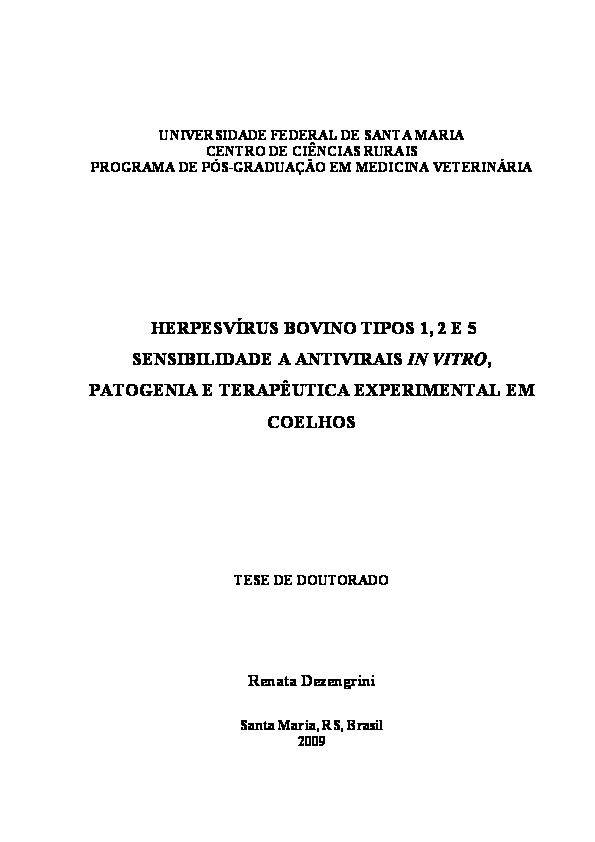 UNIVERSIDADE FEDERAL DE SANTA MARIA
CENTRO DE CIÊNCIAS RURAIS
PROGRAMA DE PÓS-GRADUAÇÃO EM MEDICINA VETERINÁRIA
HERPESVÍRUS BOVINO TIPOS 1, 2 E 5
SENSIBILIDADE A ANTIVIRAIS IN VITRO,
PATOGENIA E TERAPÊUTICA EXPERIMENTAL EM
COELHOS
TESE DE DOUTORADO
Renata Dezengrini
Santa Maria, RS, Brasil
2009